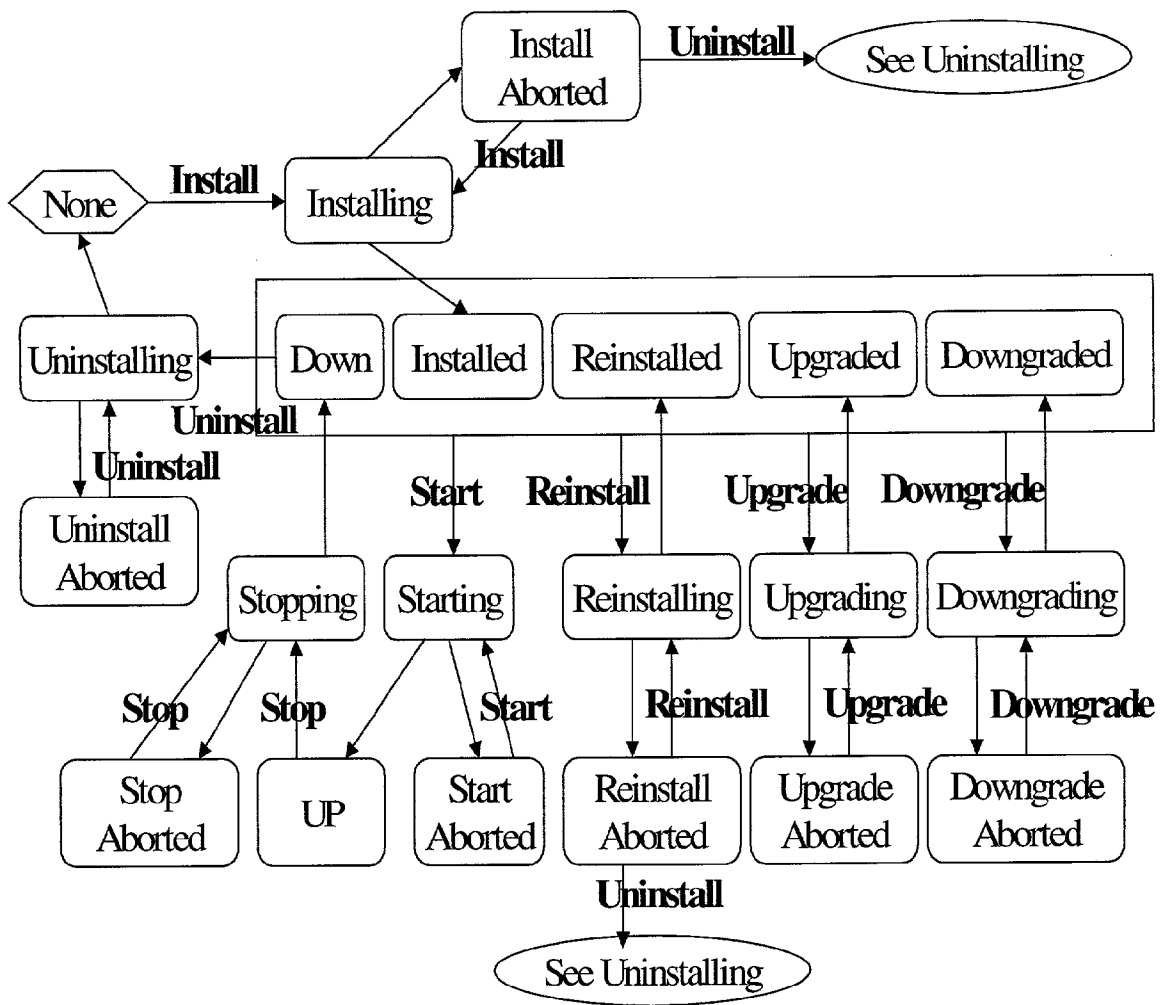 Install
Aborted
Uninstall
See Uninstalling
Install
None
Install
Installing
Uninstalling
Down
Installed
Reinstalled
Upgraded
Downgraded
Uninstall
Uninstall
Start
Reinstall
Upgrade
Downgrade
Uninstall
Aborted
Stopping
Starting
Reinstalling
Upgrading
Downgrading
Stop
Stop
Start
Reinstall
Upgrade
Downgrade
Stop
Aborted
UP
Start
Aborted
Reinstall
Aborted
Upgrade
Aborted
Downgrade
Aborted
Uninstall
See Uninstalling